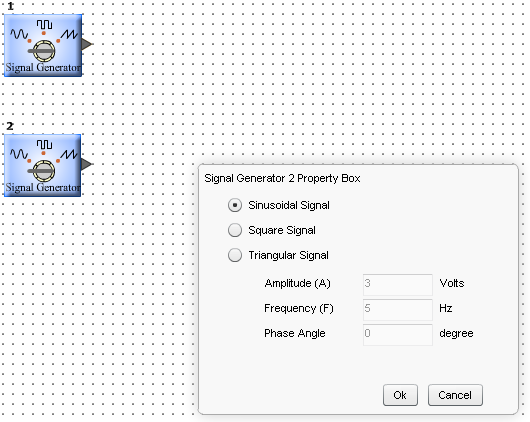 1
Signal Generator
2
Signal Generator
Signal Generator 2 Property Box
Sinusoidal Signal
Square Signal
Triangular Signal
Amplitude (A) 3 Volts
Frequency (F) 5 Hz
Phase Angle 0 degree
Ok Cancel